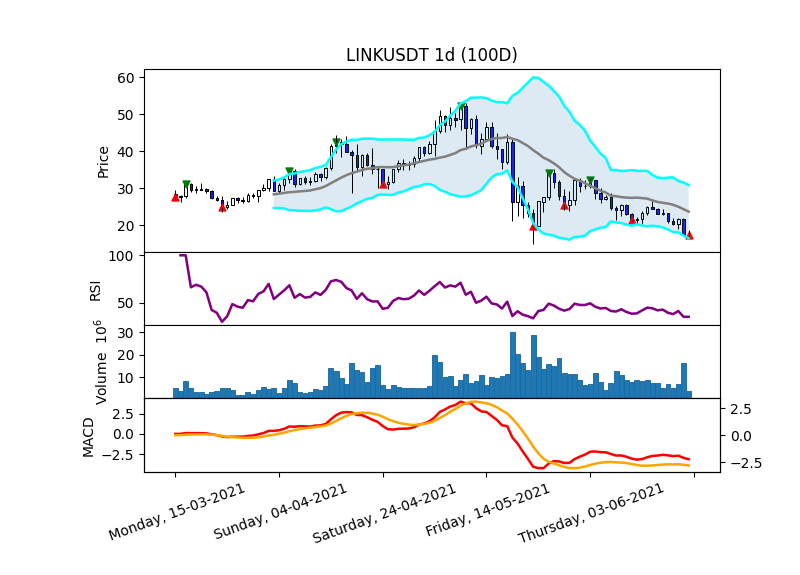 LINKUSDT 1d (100D)
60
50
40
30
20
Price
100
50
RSI
30
20
10
Volume 10^6
2.5
0.0
−2.5
MACD
2.5
0.0
−2.5
Monday, 15-03-2021
Sunday, 04-04-2021
Saturday, 24-04-2021
Friday, 14-05-2021
Thursday, 03-06-2021